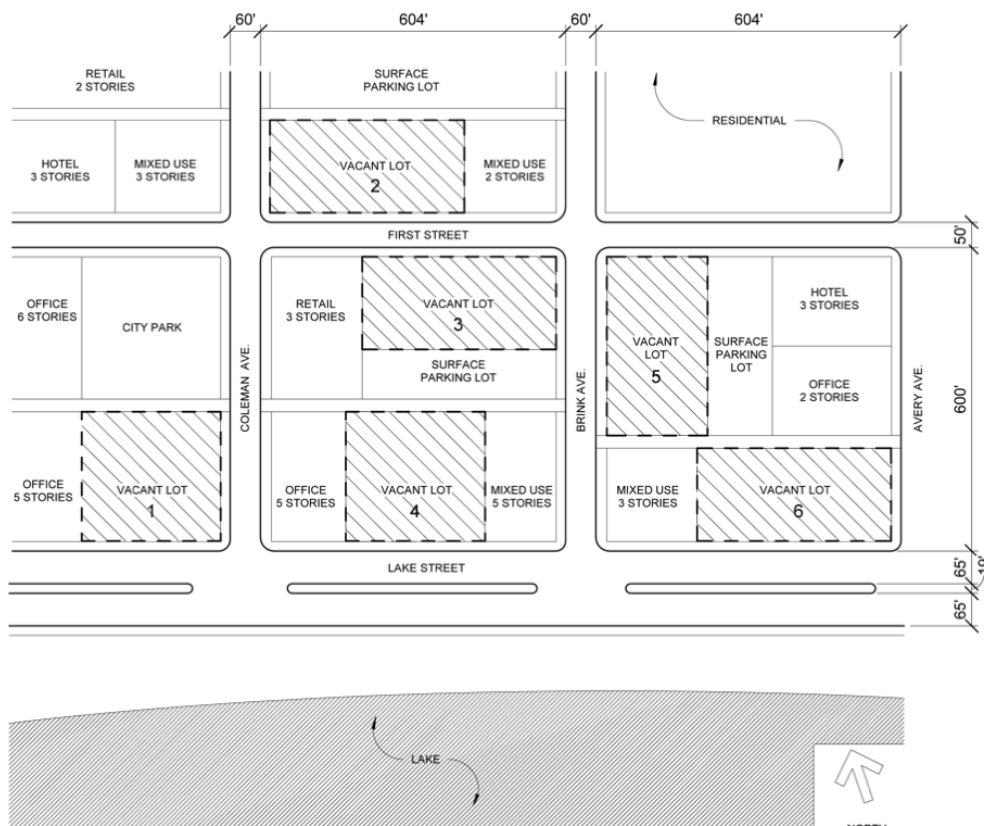 60'
604'
60'
604'
RETAIL
2 STORIES
SURFACE
PARKING LOT
RESIDENTIAL
HOTEL
3 STORIES
MIXED USE
3 STORIES
VACANT LOT
2
MIXED USE
2 STORIES
FIRST STREET
50'
OFFICE
6 STORIES
CITY PARK
COLEMAN AVE.
RETAIL
3 STORIES
VACANT LOT
3
SURFACE
PARKING LOT
BRINK AVE.
VACANT
LOT
5
SURFACE
PARKING
LOT
HOTEL
3 STORIES
OFFICE
2 STORIES
AVERY AVE.
600'
OFFICE
5 STORIES
VACANT LOT
1
OFFICE
5 STORIES
VACANT LOT
4
MIXED USE
5 STORIES
MIXED USE
3 STORIES
VACANT LOT
6
LAKE STREET
65'
19'
65'
LAKE